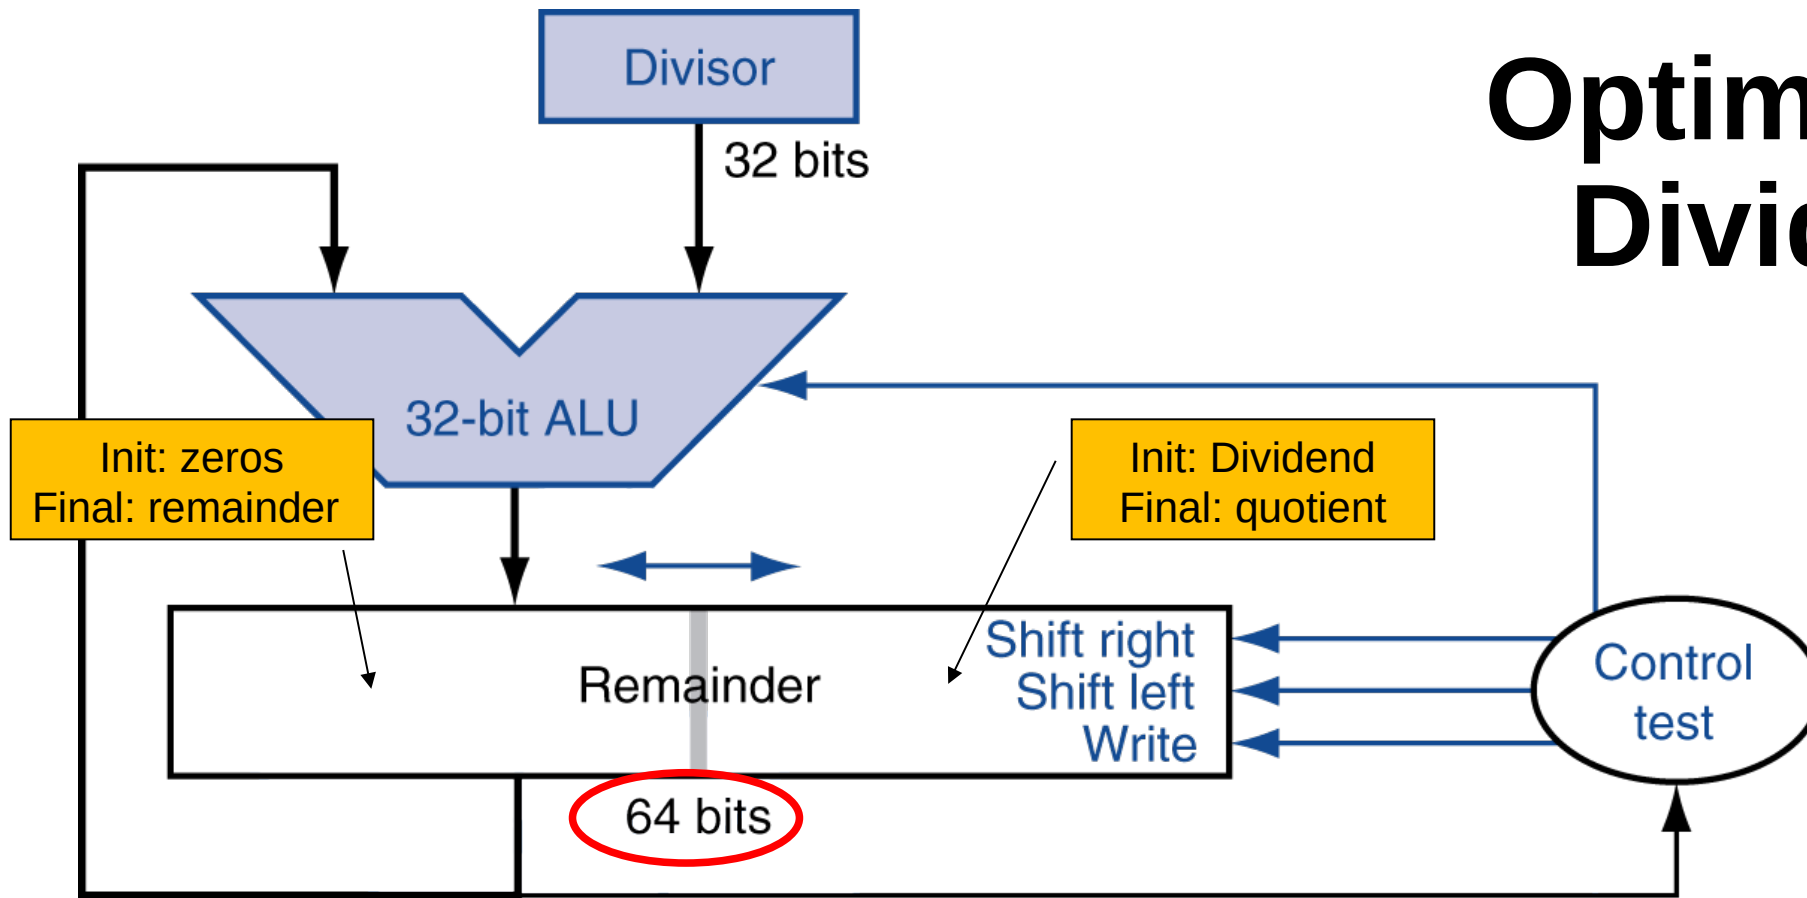 Divisor
32 bits
Optim
Divid
32-bit ALU
Init: zeros
Final: remainder
Init: Dividend
Final: quotient
Remainder
Shift right
Shift left
Write
Control
test
64 bits